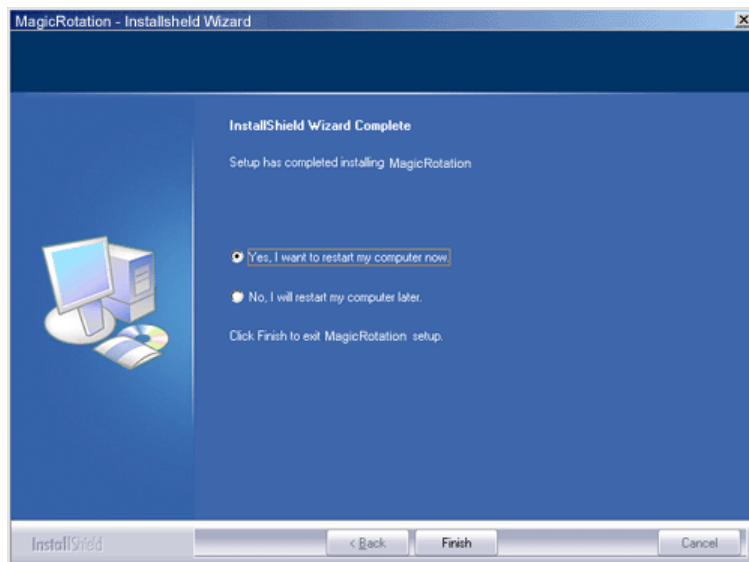 MagicRotation - Installsheld Wizard
InstallShield Wizard Complete
Setup has completed installing MagicRotation
Yes, I want to restart my computer now.
No, I will restart my computer later.
Click Finish to exit MagicRotation setup.
InstallShield
< Back
Finish
Cancel